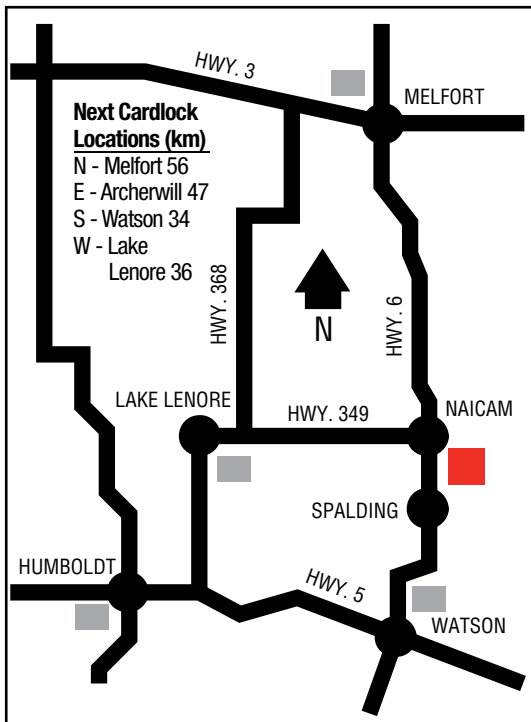 HWY. 3
MELFORT
Next Cardlock
Locations (km)
N - Melfort 56
E - Archerwill 47
S - Watson 34
W - Lake
Lenore 36
HWY. 368
N
HWY. 6
LAKE LENORE
HWY. 349
NAICAM
SPALDING
HUMBOLDT
HWY. 5
WATSON